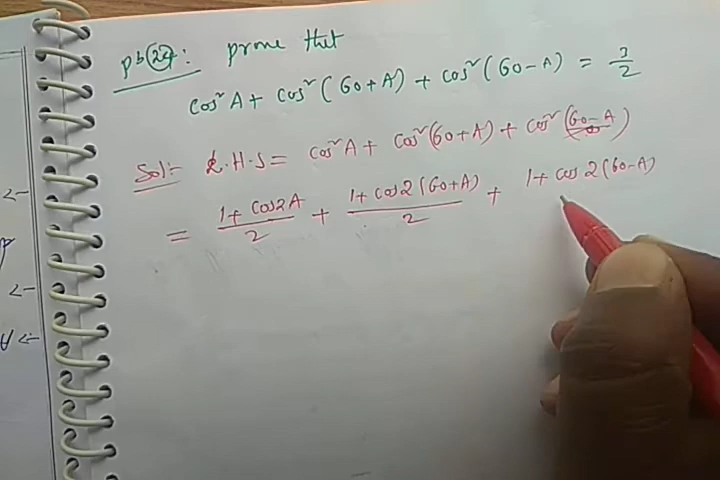 pb(24): prove that
cos²A + cos²(60+A) + cos²(60-A) = 3/2
Sol:- L.H.S = cos²A + cos²(60+A) + cos²(60-A)
= (1+cos2A)/2 + (1+cos2(60+A))/2 + 1+cos2(60-A)